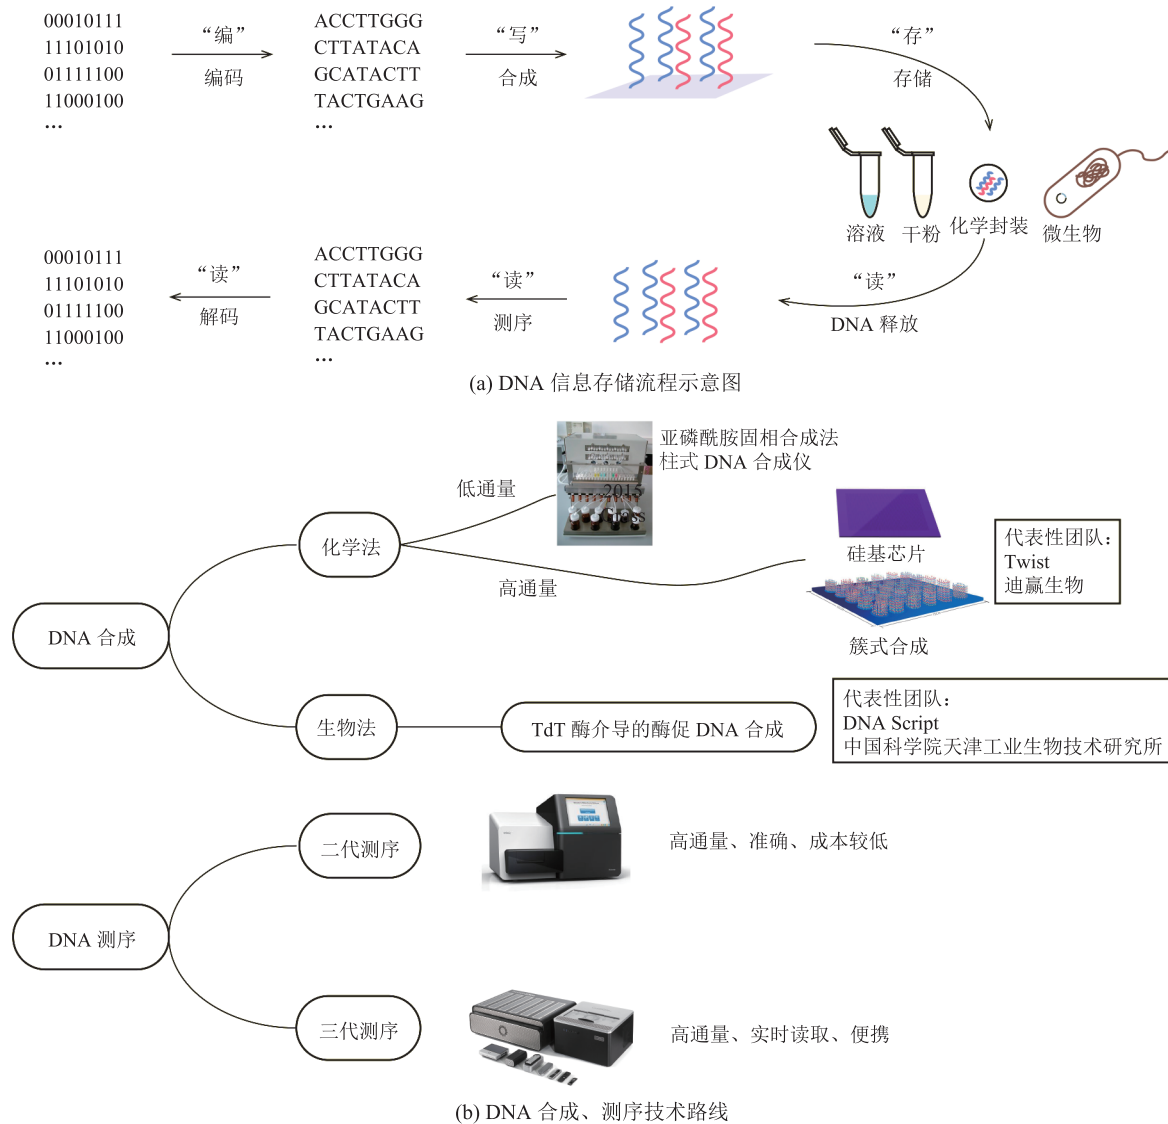 00010111
11101010
01111100
11000100
…
“编”
编码
ACCTTGGG
CTTATACA
GCATACTT
TACTGAAG
…
“写”
合成
“存”
存储
溶液
干粉
化学封装
微生物
“读”
DNA 释放
“读”
测序
ACCTTGGG
CTTATACA
GCATACTT
TACTGAAG
…
“读”
解码
00010111
11101010
01111100
11000100
…
(a) DNA 信息存储流程示意图
DNA 合成
化学法
低通量
亚磷酰胺固相合成法
柱式 DNA 合成仪
2015
高通量
硅基芯片
簇式合成
代表性团队：
Twist
迪赢生物
生物法
TdT 酶介导的酶促 DNA 合成
代表性团队：
DNA Script
中国科学院天津工业生物技术研究所
DNA 测序
二代测序
高通量、准确、成本较低
三代测序
高通量、实时读取、便携
(b) DNA 合成、测序技术路线